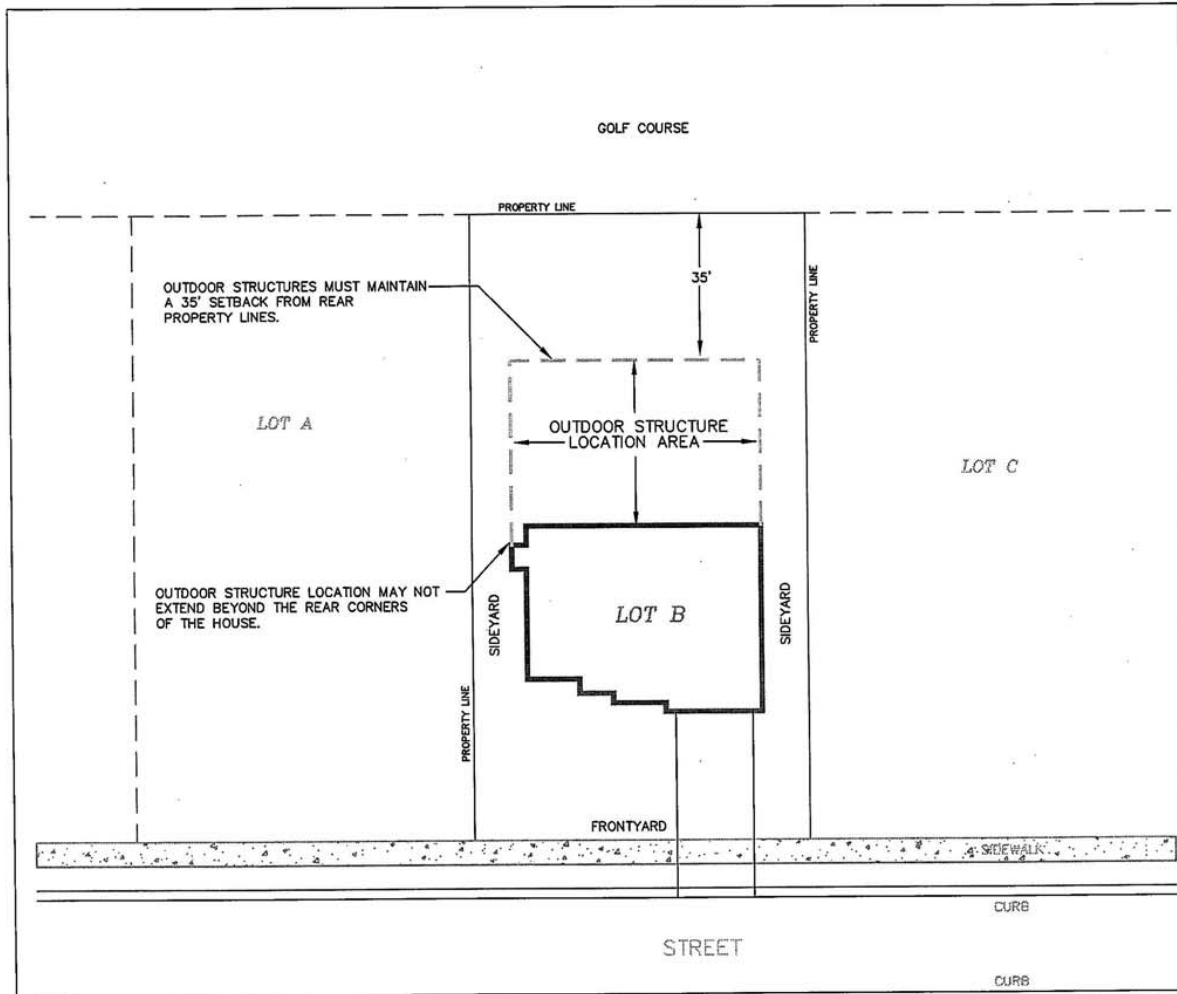 GOLF COURSE
PROPERTY LINE
35'
PROPERTY LINE
OUTDOOR STRUCTURES MUST MAINTAIN
A 35' SETBACK FROM REAR
PROPERTY LINES.
LOT A
OUTDOOR STRUCTURE
LOCATION AREA
LOT C
OUTDOOR STRUCTURE LOCATION MAY NOT
EXTEND BEYOND THE REAR CORNERS
OF THE HOUSE.
SIDEYARD
LOT B
SIDEYARD
PROPERTY LINE
FRONTYARD
SIDEWALK
CURB
STREET
CURB